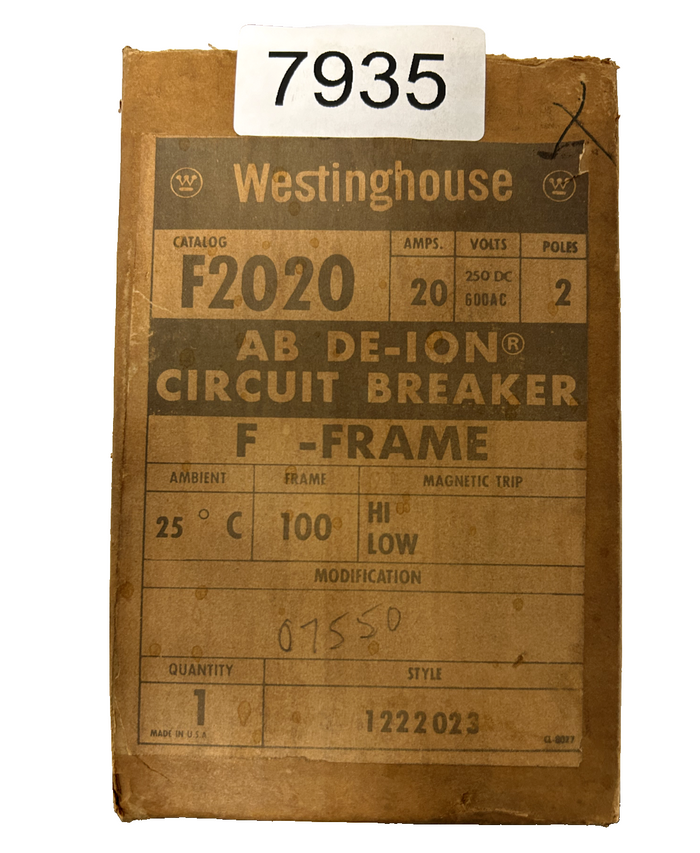 7935
X
W Westinghouse W
CATALOG AMPS. VOLTS POLES
F2020 20 250 DC 2
600AC
AB DE-ION®
CIRCUIT BREAKER
F -FRAME
AMBIENT FRAME MAGNETIC TRIP
25 °C 100 HI
LOW
MODIFICATION
07550
QUANTITY STYLE
1 1222023
MADE IN U.S.A.